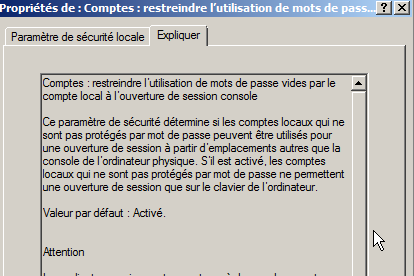 Propriétés de : Comptes : restreindre l'utilisation de mots de pass...
Paramètre de sécurité locale
Expliquer
Comptes : restreindre l'utilisation de mots de passe vides par le
compte local à l'ouverture de session console
Ce paramètre de sécurité détermine si les comptes locaux qui ne
sont pas protégés par mot de passe peuvent être utilisés pour
une ouverture de session à partir d'emplacements autres que la
console de l'ordinateur physique. S'il est activé, les comptes
locaux qui ne sont pas protégés par mot de passe ne permettent
une ouverture de session que sur le clavier de l'ordinateur.
Valeur par défaut : Activé.
Attention